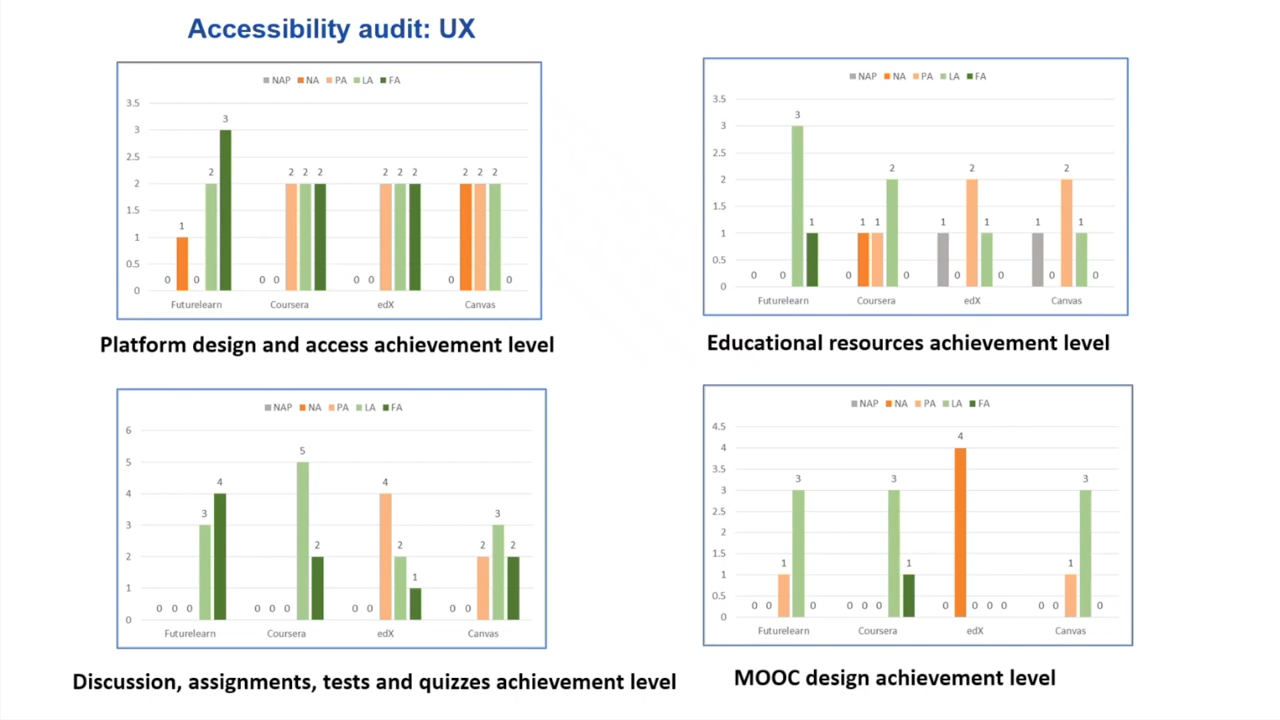 Accessibility audit: UX
NAP NA PA LA FA
3.5
3
2.5
2
1.5
1
0.5
0
0 1 0 2 3
0 0 2 2 2
0 0 2 2 2
0 2 2 2 0
Futurelearn Coursera edX Canvas
Platform design and access achievement level
NAP NA PA LA FA
3.5
3
2.5
2
1.5
1
0.5
0
0 0 3 1
0 1 1 2 0
1 0 2 1 0
1 0 2 1 0
Futurelearn Coursera edX Canvas
Educational resources achievement level
NAP NA PA LA FA
6
5
4
3
2
1
0
0 0 0 3 4
0 0 0 5 2
0 0 4 2 1
0 0 2 3 2
Futurelearn Coursera edX Canvas
Discussion, assignments, tests and quizzes achievement level
NAP NA PA LA FA
4.5
4
3.5
3
2.5
2
1.5
1
0.5
0
0 0 1 3 0
0 0 0 3 1
0 4 0 0 0
0 0 1 3 0
Futurelearn Coursera edX Canvas
MOOC design achievement level